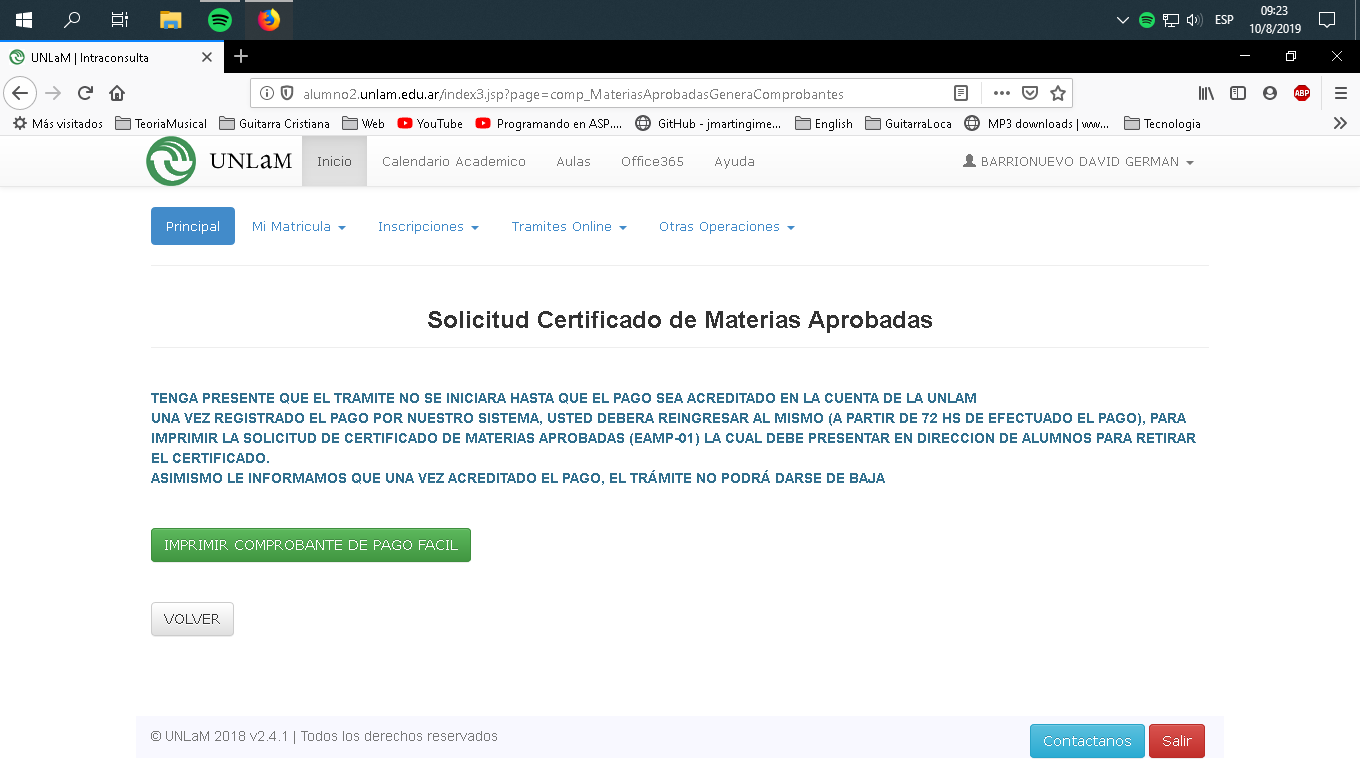 ESP
09:23
10/8/2019
UNLaM | Intraconsulta
alumno2.unlam.edu.ar/index3.jsp?page=comp_MateriasAprobadasGeneraComprobantes
ABP
Más visitados TeoriaMusical Guitarra Cristiana Web YouTube Programando en ASP.... GitHub - jmartingime... English GuitarraLoca MP3 downloads | ww... Tecnologia
UNLaM Inicio Calendario Academico Aulas Office365 Ayuda BARRIONUEVO DAVID GERMAN
Principal Mi Matricula Inscripciones Tramites Online Otras Operaciones
Solicitud Certificado de Materias Aprobadas
TENGA PRESENTE QUE EL TRAMITE NO SE INICIARA HASTA QUE EL PAGO SEA ACREDITADO EN LA CUENTA DE LA UNLAM
UNA VEZ REGISTRADO EL PAGO POR NUESTRO SISTEMA, USTED DEBERA REINGRESAR AL MISMO (A PARTIR DE 72 HS DE EFECTUADO EL PAGO), PARA
IMPRIMIR LA SOLICITUD DE CERTIFICADO DE MATERIAS APROBADAS (EAMP-01) LA CUAL DEBE PRESENTAR EN DIRECCION DE ALUMNOS PARA RETIRAR
EL CERTIFICADO.
ASIMISMO LE INFORMAMOS QUE UNA VEZ ACREDITADO EL PAGO, EL TRÁMITE NO PODRÁ DARSE DE BAJA
IMPRIMIR COMPROBANTE DE PAGO FACIL
VOLVER
© UNLaM 2018 v2.4.1 | Todos los derechos reservados
Contactanos Salir